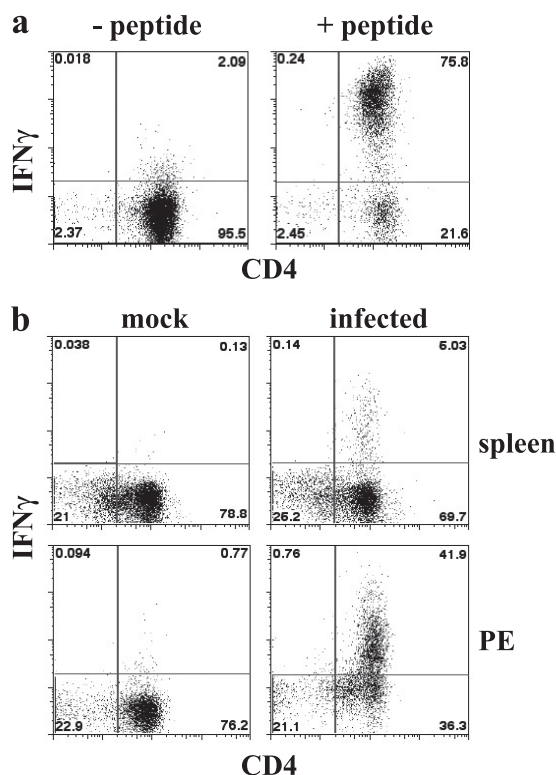 a
- peptide + peptide
0.018 2.09 0.24 75.8
IFNγ
2.37 95.5 2.45 21.6
CD4
b
mock infected
0.038 0.13 0.14 5.03
spleen
21 78.8 26.2 69.7
IFNγ
0.094 0.77 0.76 41.9
PE
22.9 76.2 21.1 36.3
CD4